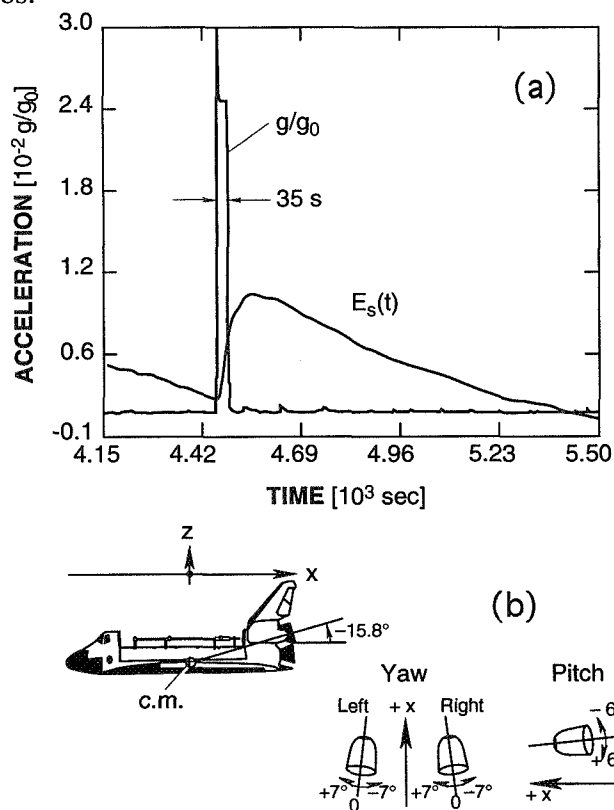 3.0
2.4
1.8
1.2
0.6
-0.1
ACCELERATION [10-2 g/g0]
(a)
g/g0
35 s
Es(t)
4.15 4.42 4.69 4.96 5.23 5.50
TIME [103 sec]
z
x
−15.8°
c.m.
(b)
Yaw
Pitch
Left + x Right
+7° −7° +7° −7°
0 0
− 6
+ 6
+ x